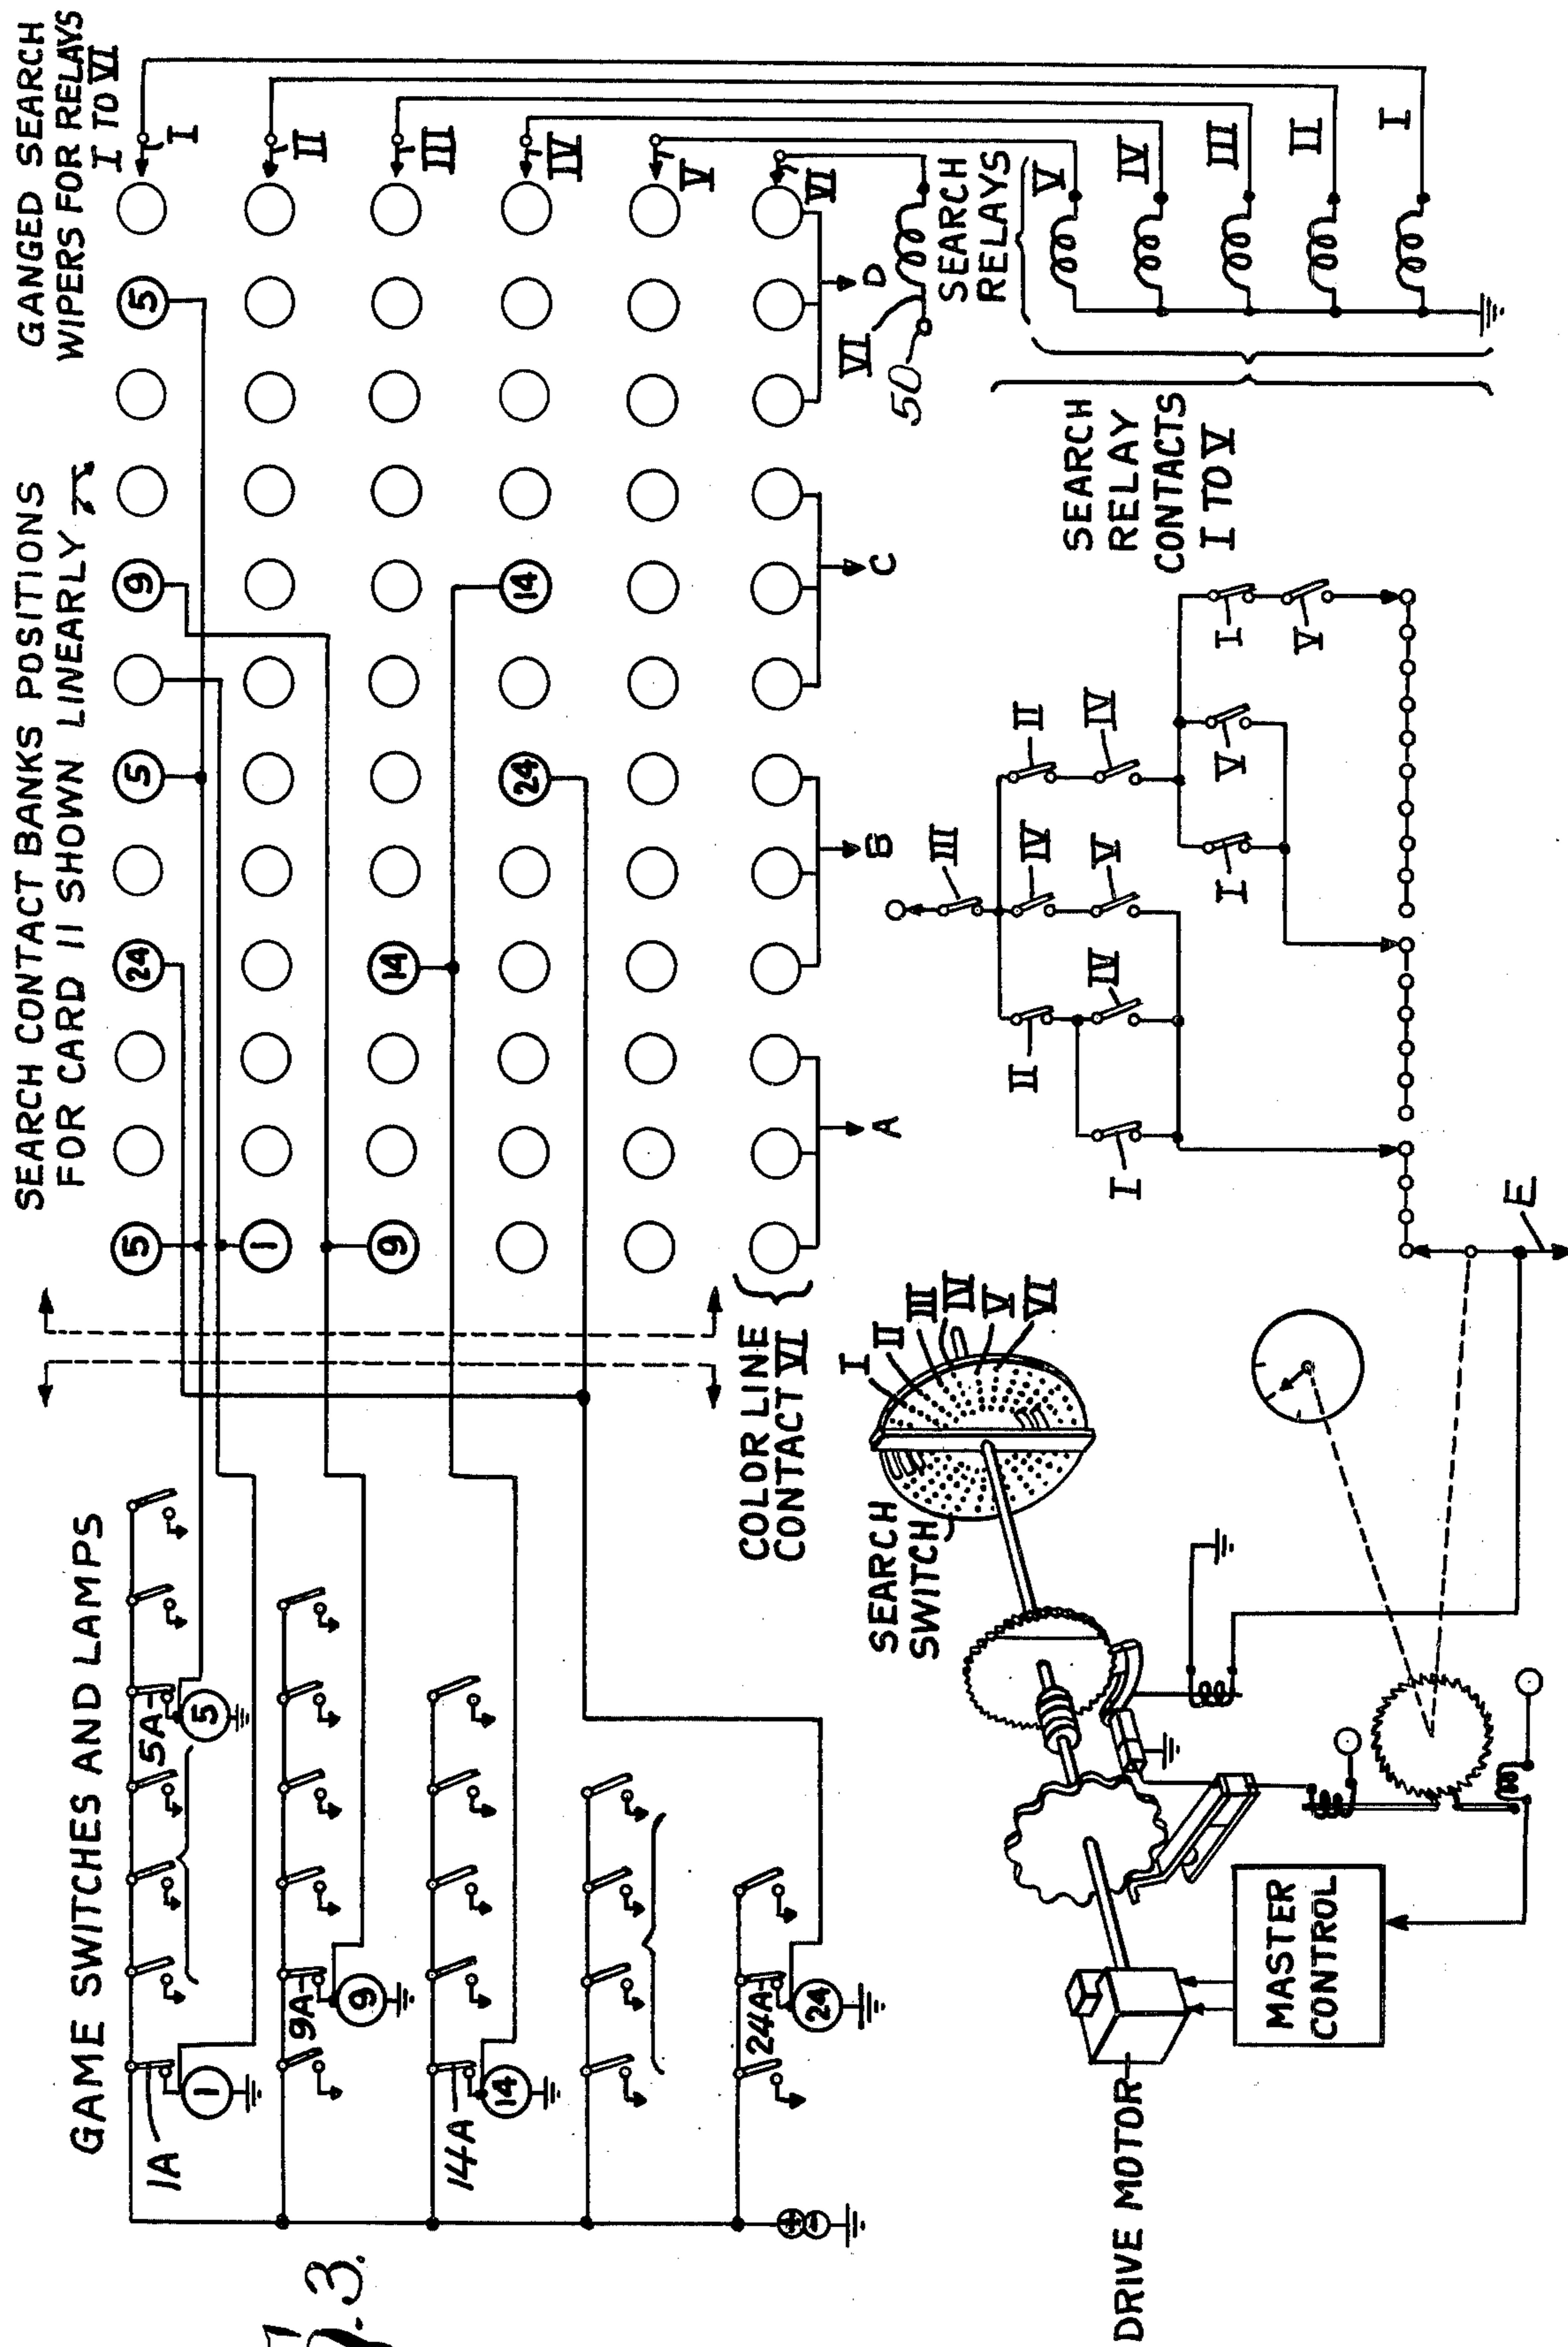 GAME SWITCHES AND LAMPS
SEARCH CONTACT BANKS POSITIONS
FOR CARD 11 SHOWN LINEARLY
GANGED SEARCH
WIPERS FOR RELAYS
I TO VI
1A
5A
1
5
9A
9
14A
14
24A
24
+
-
5
24
5
9
5
I
1
II
9
14
III
24
14
IV
V
VI
COLOR LINE
CONTACT VI
A
B
C
D
VI
50
SEARCH
RELAYS
V
IV
III
II
I
SEARCH
RELAY
CONTACTS
I TO V
III
II
IV
II
IV
V
IV
I
I
V
I
V
E
SEARCH
SWITCH
I
II
III
IV
V
VI
DRIVE MOTOR
MASTER
CONTROL
3.